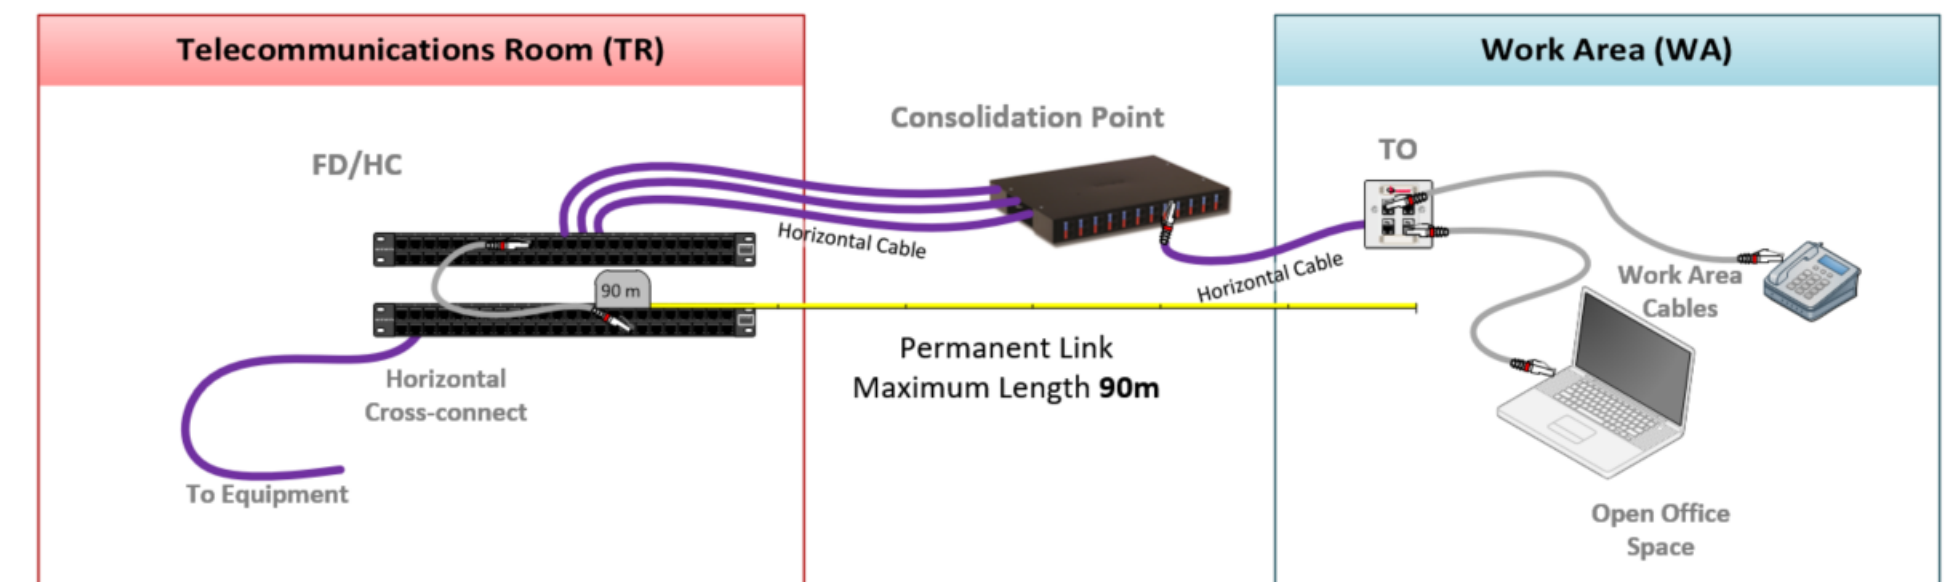 Telecommunications Room (TR)
Work Area (WA)
Consolidation Point
FD/HC
TO
Horizontal Cable
Horizontal Cable
90 m
Work Area
Cables
Permanent Link
Maximum Length 90m
Horizontal
Cross-connect
To Equipment
Open Office
Space